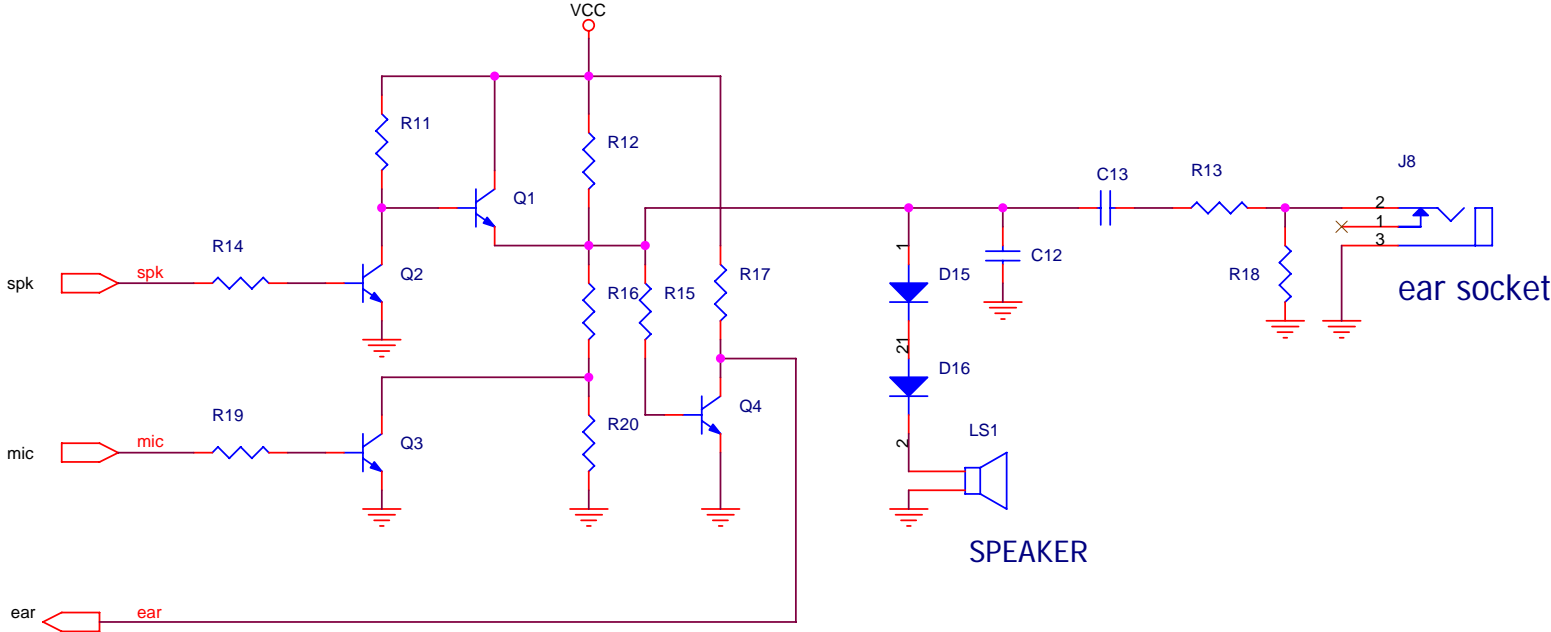 VCC
R11
R12
J8
C13
R13
Q1
2
1
3
R14
1
spk
spk
Q2
R16
R15
R17
D15
C12
R18
ear socket
21
D16
R19
R20
Q4
mic
mic
Q3
2
LS1
SPEAKER
ear
ear